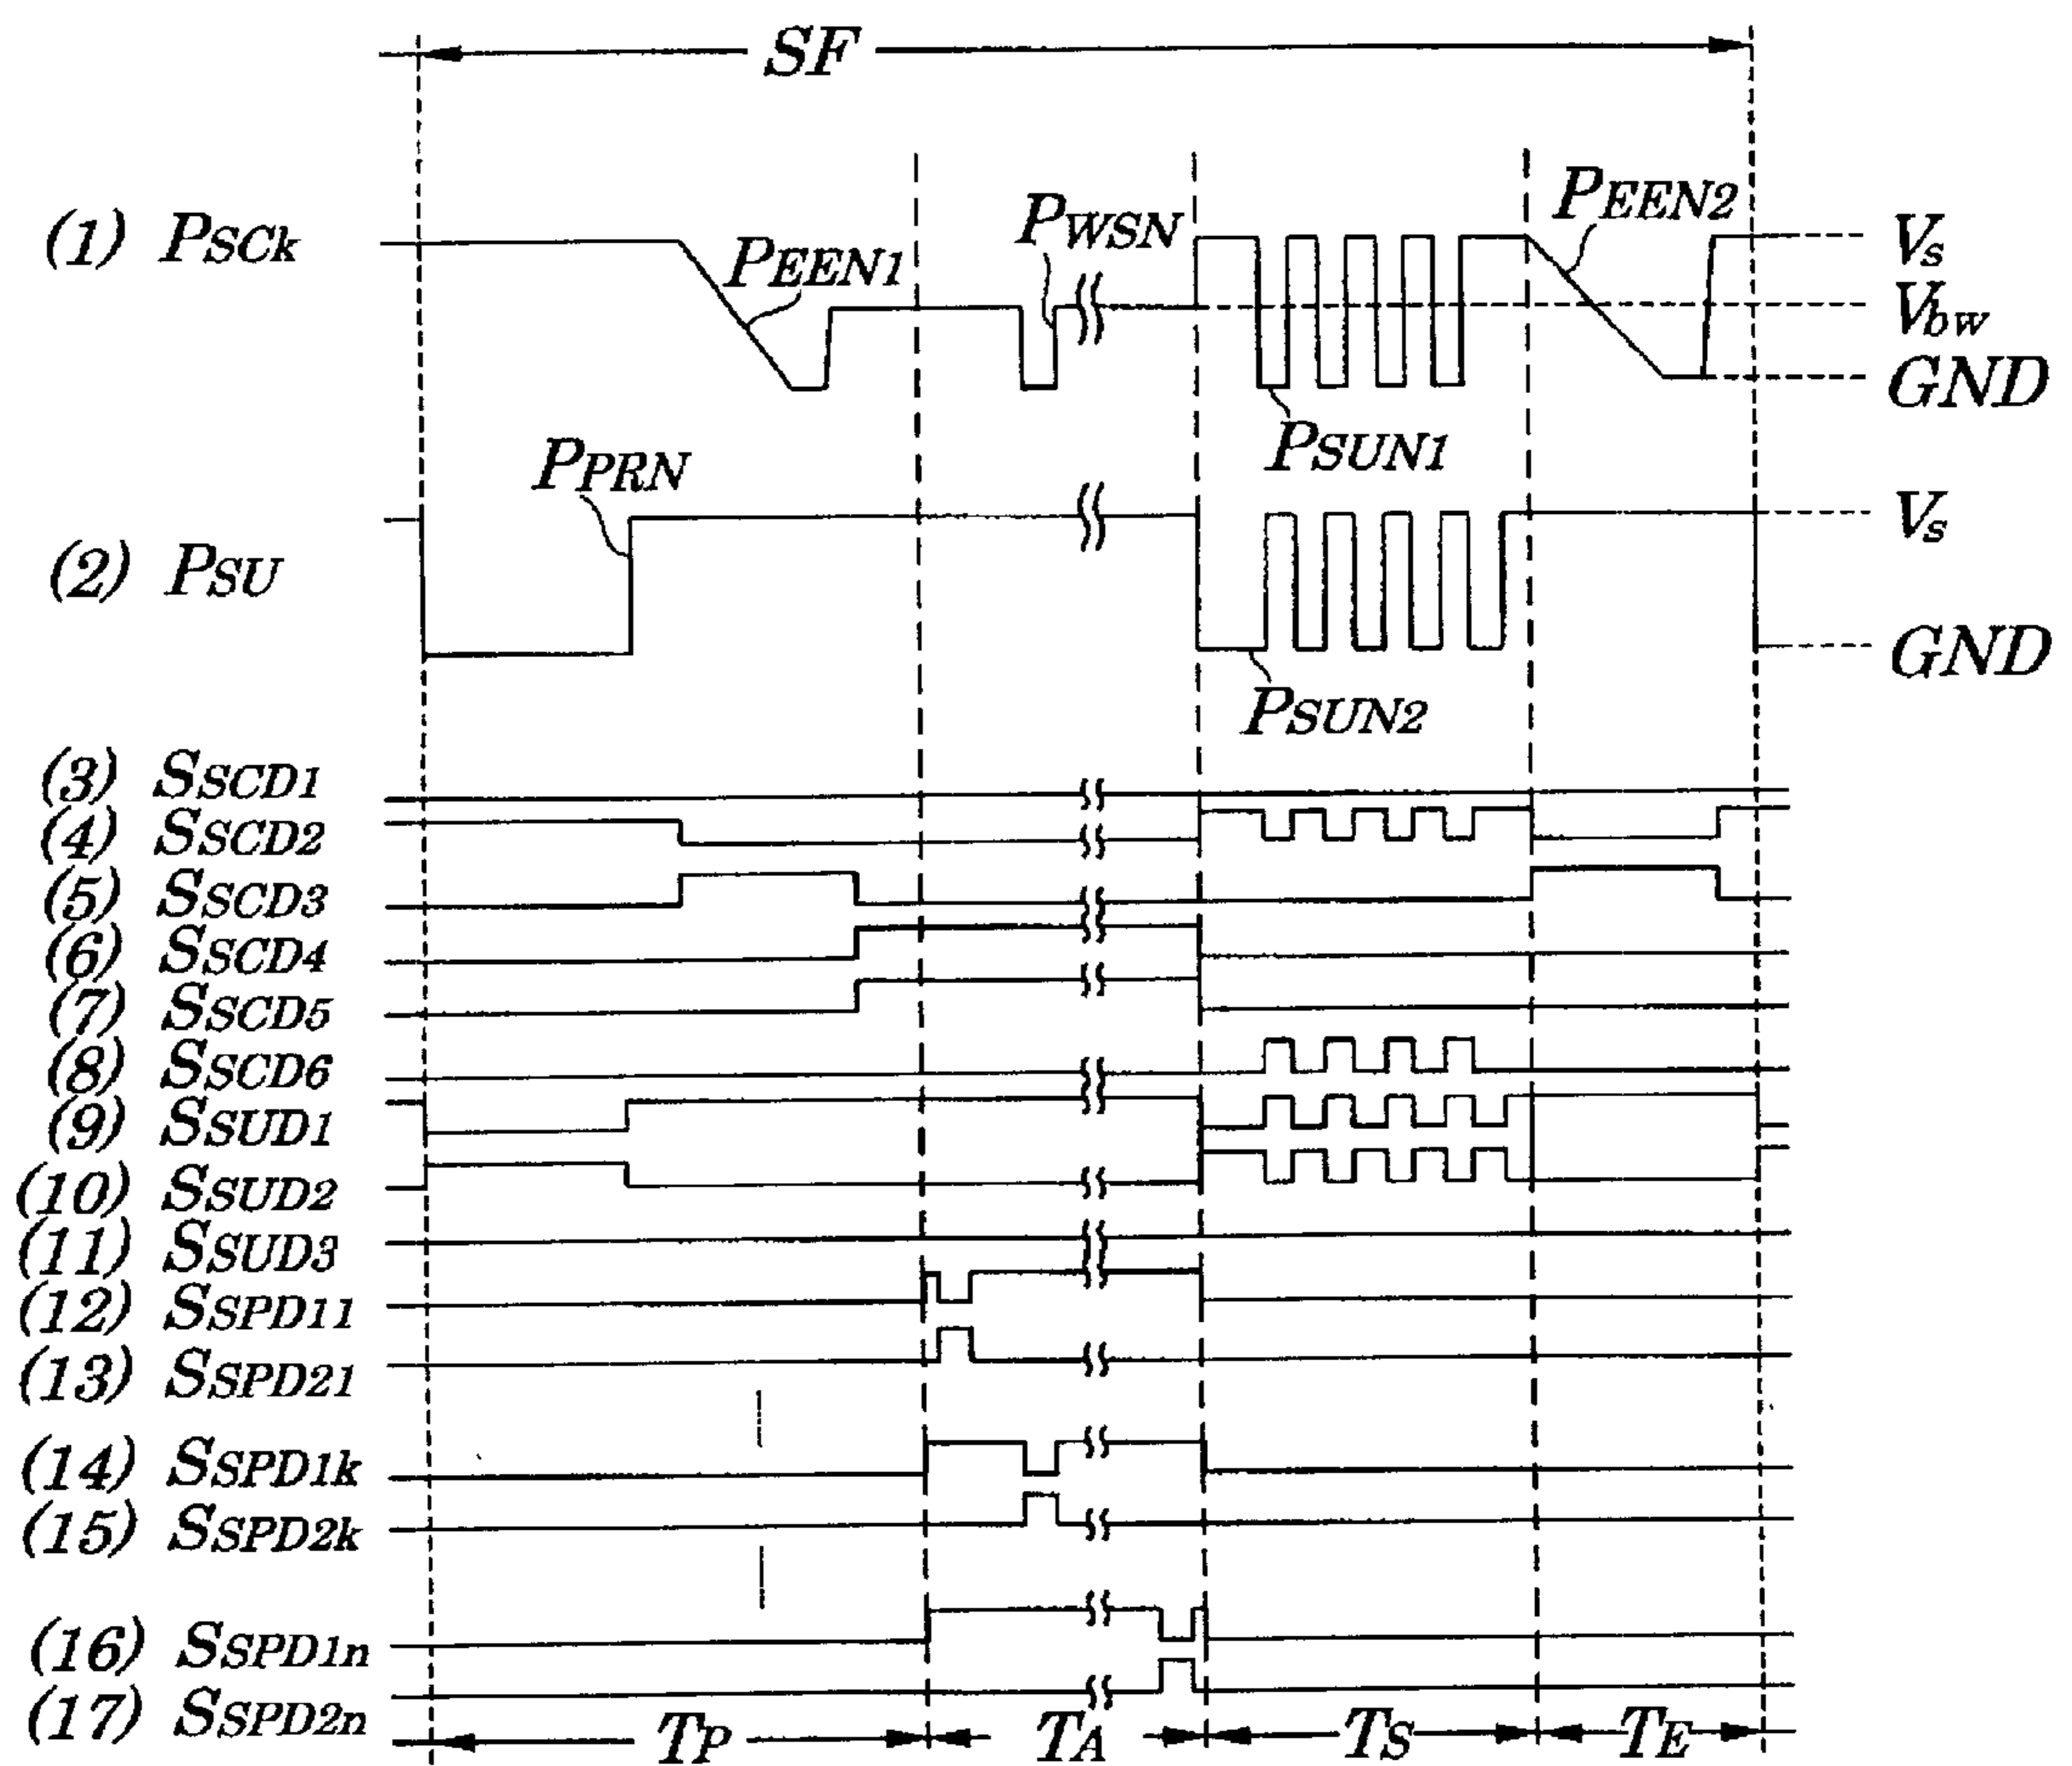 SF
(1) PSCk
PEEN1
PWSN
PEEN2
Vs
Vbw
GND
PSUN1
(2) PSU
PPRN
Vs
GND
PSUN2
(3) SSCD1
(4) SSCD2
(5) SSCD3
(6) SSCD4
(7) SSCD5
(8) SSCD6
(9) SSUD1
(10) SSUD2
(11) SSUD3
(12) SSPD11
(13) SSPD21
(14) SSPD1k
(15) SSPD2k
(16) SSPD1n
(17) SSPD2n
TP TA TS TE